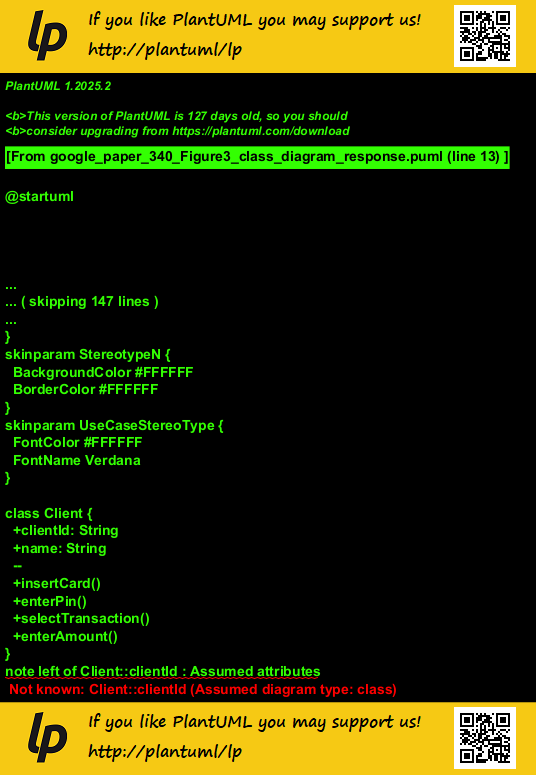 lp If you like PlantUML you may support us!
http://plantuml/lp
PlantUML 1.2025.2
<b>This version of PlantUML is 127 days old, so you should
<b>consider upgrading from https://plantuml.com/download
[From google_paper_340_Figure3_class_diagram_response.puml (line 13) ]
@startuml
...
... ( skipping 147 lines )
...
}
skinparam StereotypeN {
BackgroundColor #FFFFFF
BorderColor #FFFFFF
}
skinparam UseCaseStereoType {
FontColor #FFFFFF
FontName Verdana
}
class Client {
+clientId: String
+name: String
--
+insertCard()
+enterPin()
+selectTransaction()
+enterAmount()
}
note left of Client::clientId : Assumed attributes
Not known: Client::clientId (Assumed diagram type: class)
lp If you like PlantUML you may support us!
http://plantuml/lp